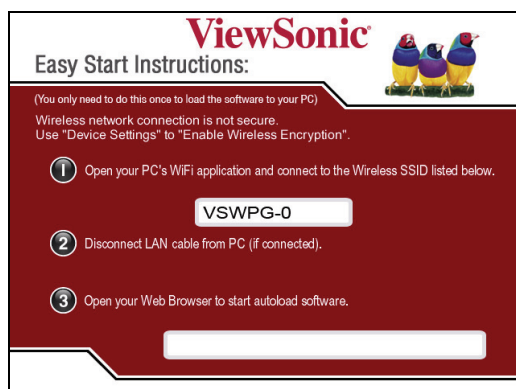 ViewSonic
Easy Start Instructions:
(You only need to do this once to load the software to your PC)
Wireless network connection is not secure.
Use "Device Settings" to "Enable Wireless Encryption".
1 Open your PC's WiFi application and connect to the Wireless SSID listed below.
VSWPG-0
2 Disconnect LAN cable from PC (if connected).
3 Open your Web Browser to start autoload software.